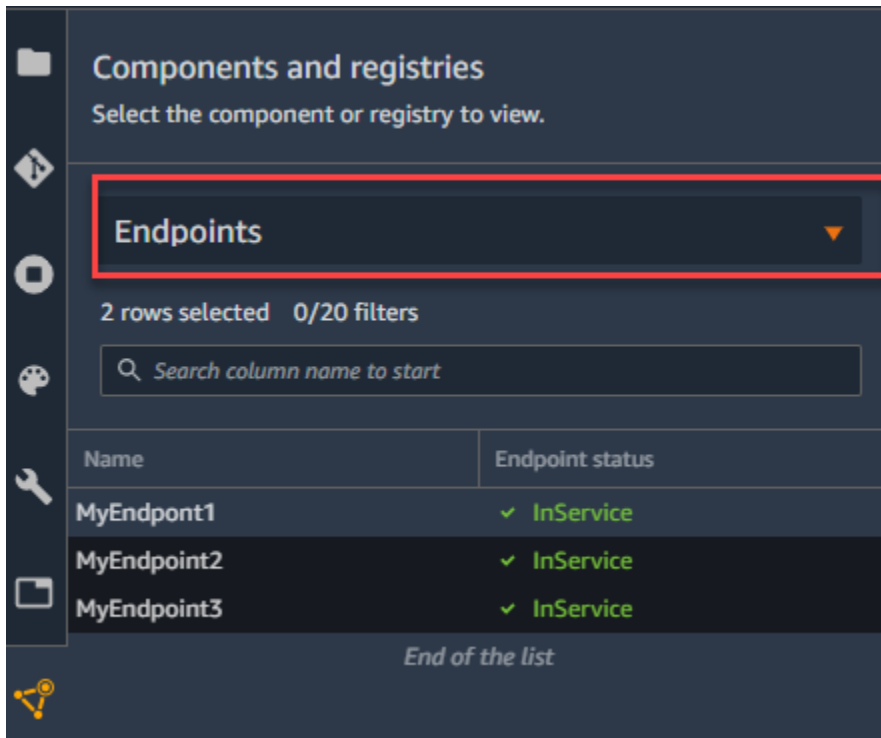 Components and registries
Select the component or registry to view.
Endpoints
2 rows selected 0/20 filters
Search column name to start
Name Endpoint status
MyEndpont1 InService
MyEndpoint2 InService
MyEndpoint3 InService
End of the list